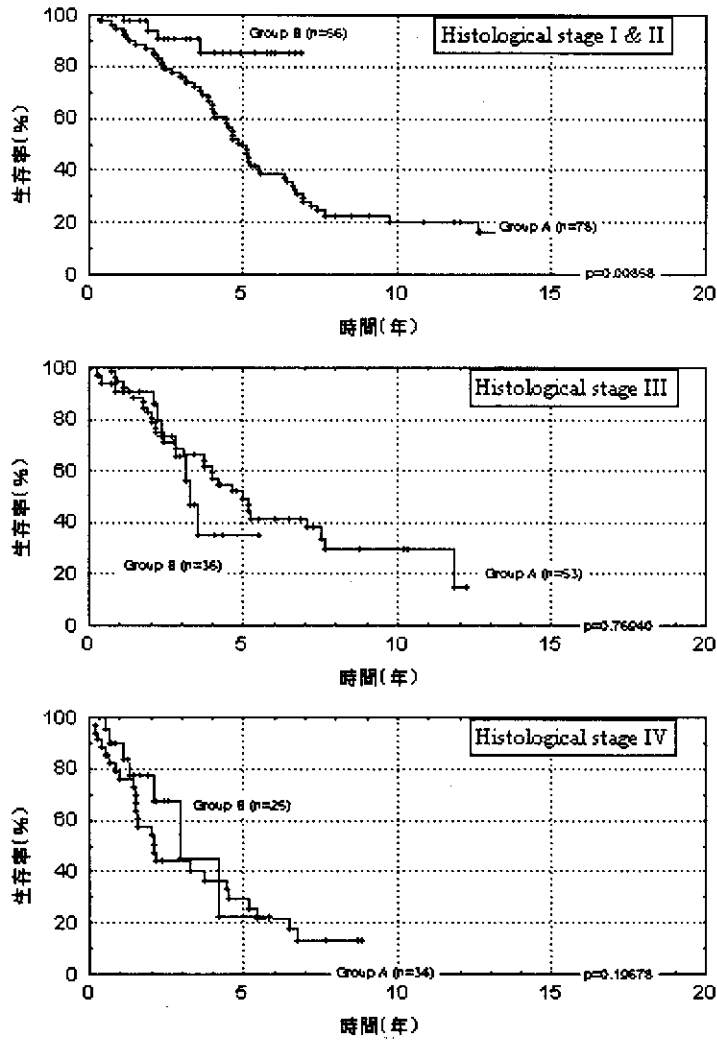 100
80
60
40
20
0
生存率(%)
Group B (n=56)
Histological stage I & II
Group A (n=78)
p=0.00858
0 5 10 15 20
時間(年)
100
80
60
40
20
0
生存率(%)
Histological stage III
Group B (n=36)
Group A (n=53)
p=0.76940
0 5 10 15 20
時間(年)
100
80
60
40
20
0
生存率(%)
Histological stage IV
Group B (n=25)
Group A (n=34)
p=0.19678
0 5 10 15 20
時間(年)